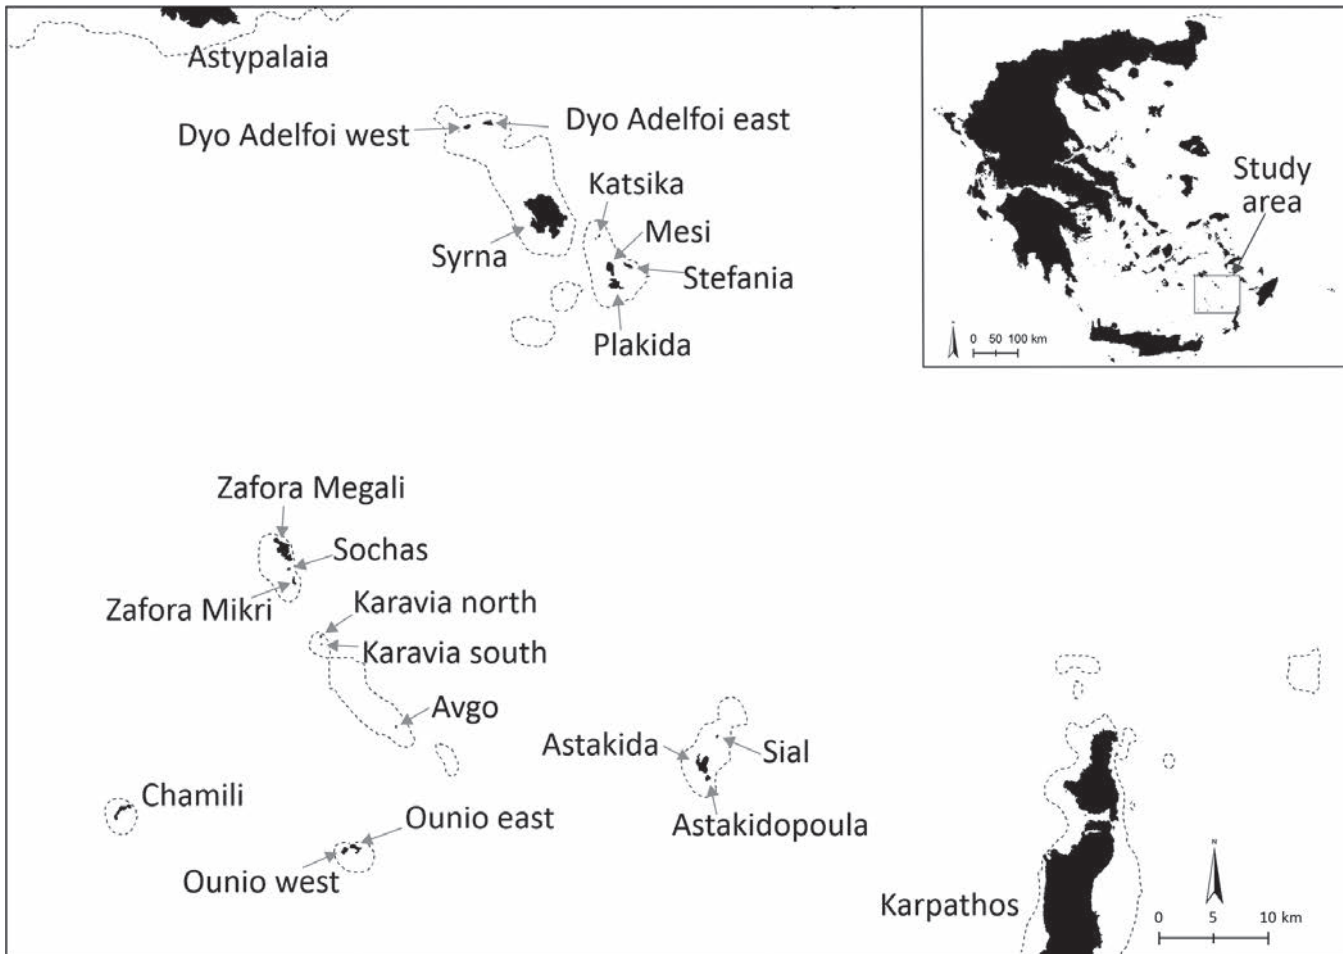 Astypalaia
Dyo Adelfoi west
Dyo Adelfoi east
Katsika
Mesi
Syrna
Stefania
Plakida
Study
area
N
0 50 100 km
Zafora Megali
Sochas
Zafora Mikri
Karavia north
Karavia south
Avgo
Astakida
Sial
Chamili
Ounio east
Astakidopoula
Ounio west
Karpathos
N
0 5 10 km